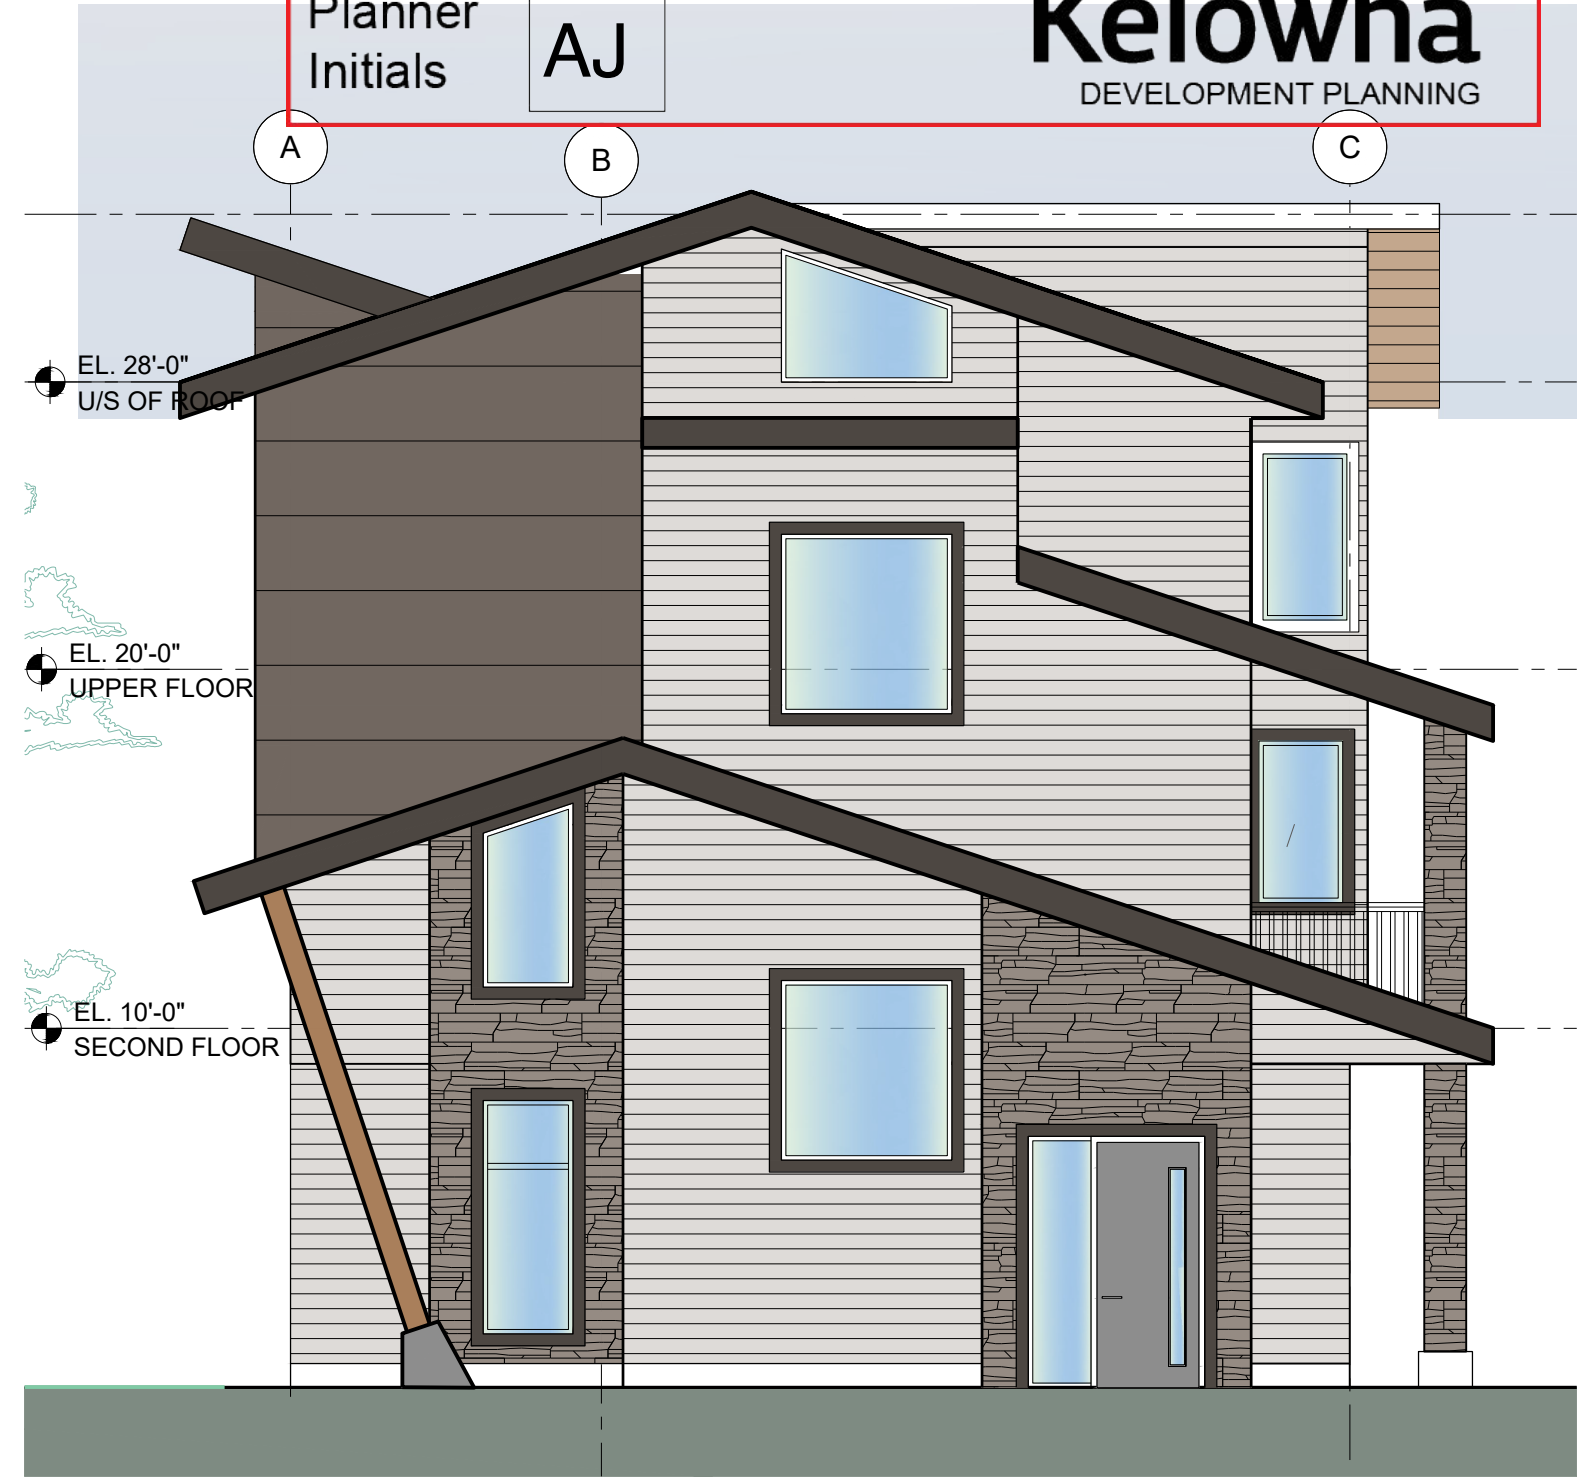 Planner
Initials
AJ
Kelowna
DEVELOPMENT PLANNING
A
B
C
EL. 28'-0"
U/S OF ROOF
EL. 20'-0"
UPPER FLOOR
EL. 10'-0"
SECOND FLOOR